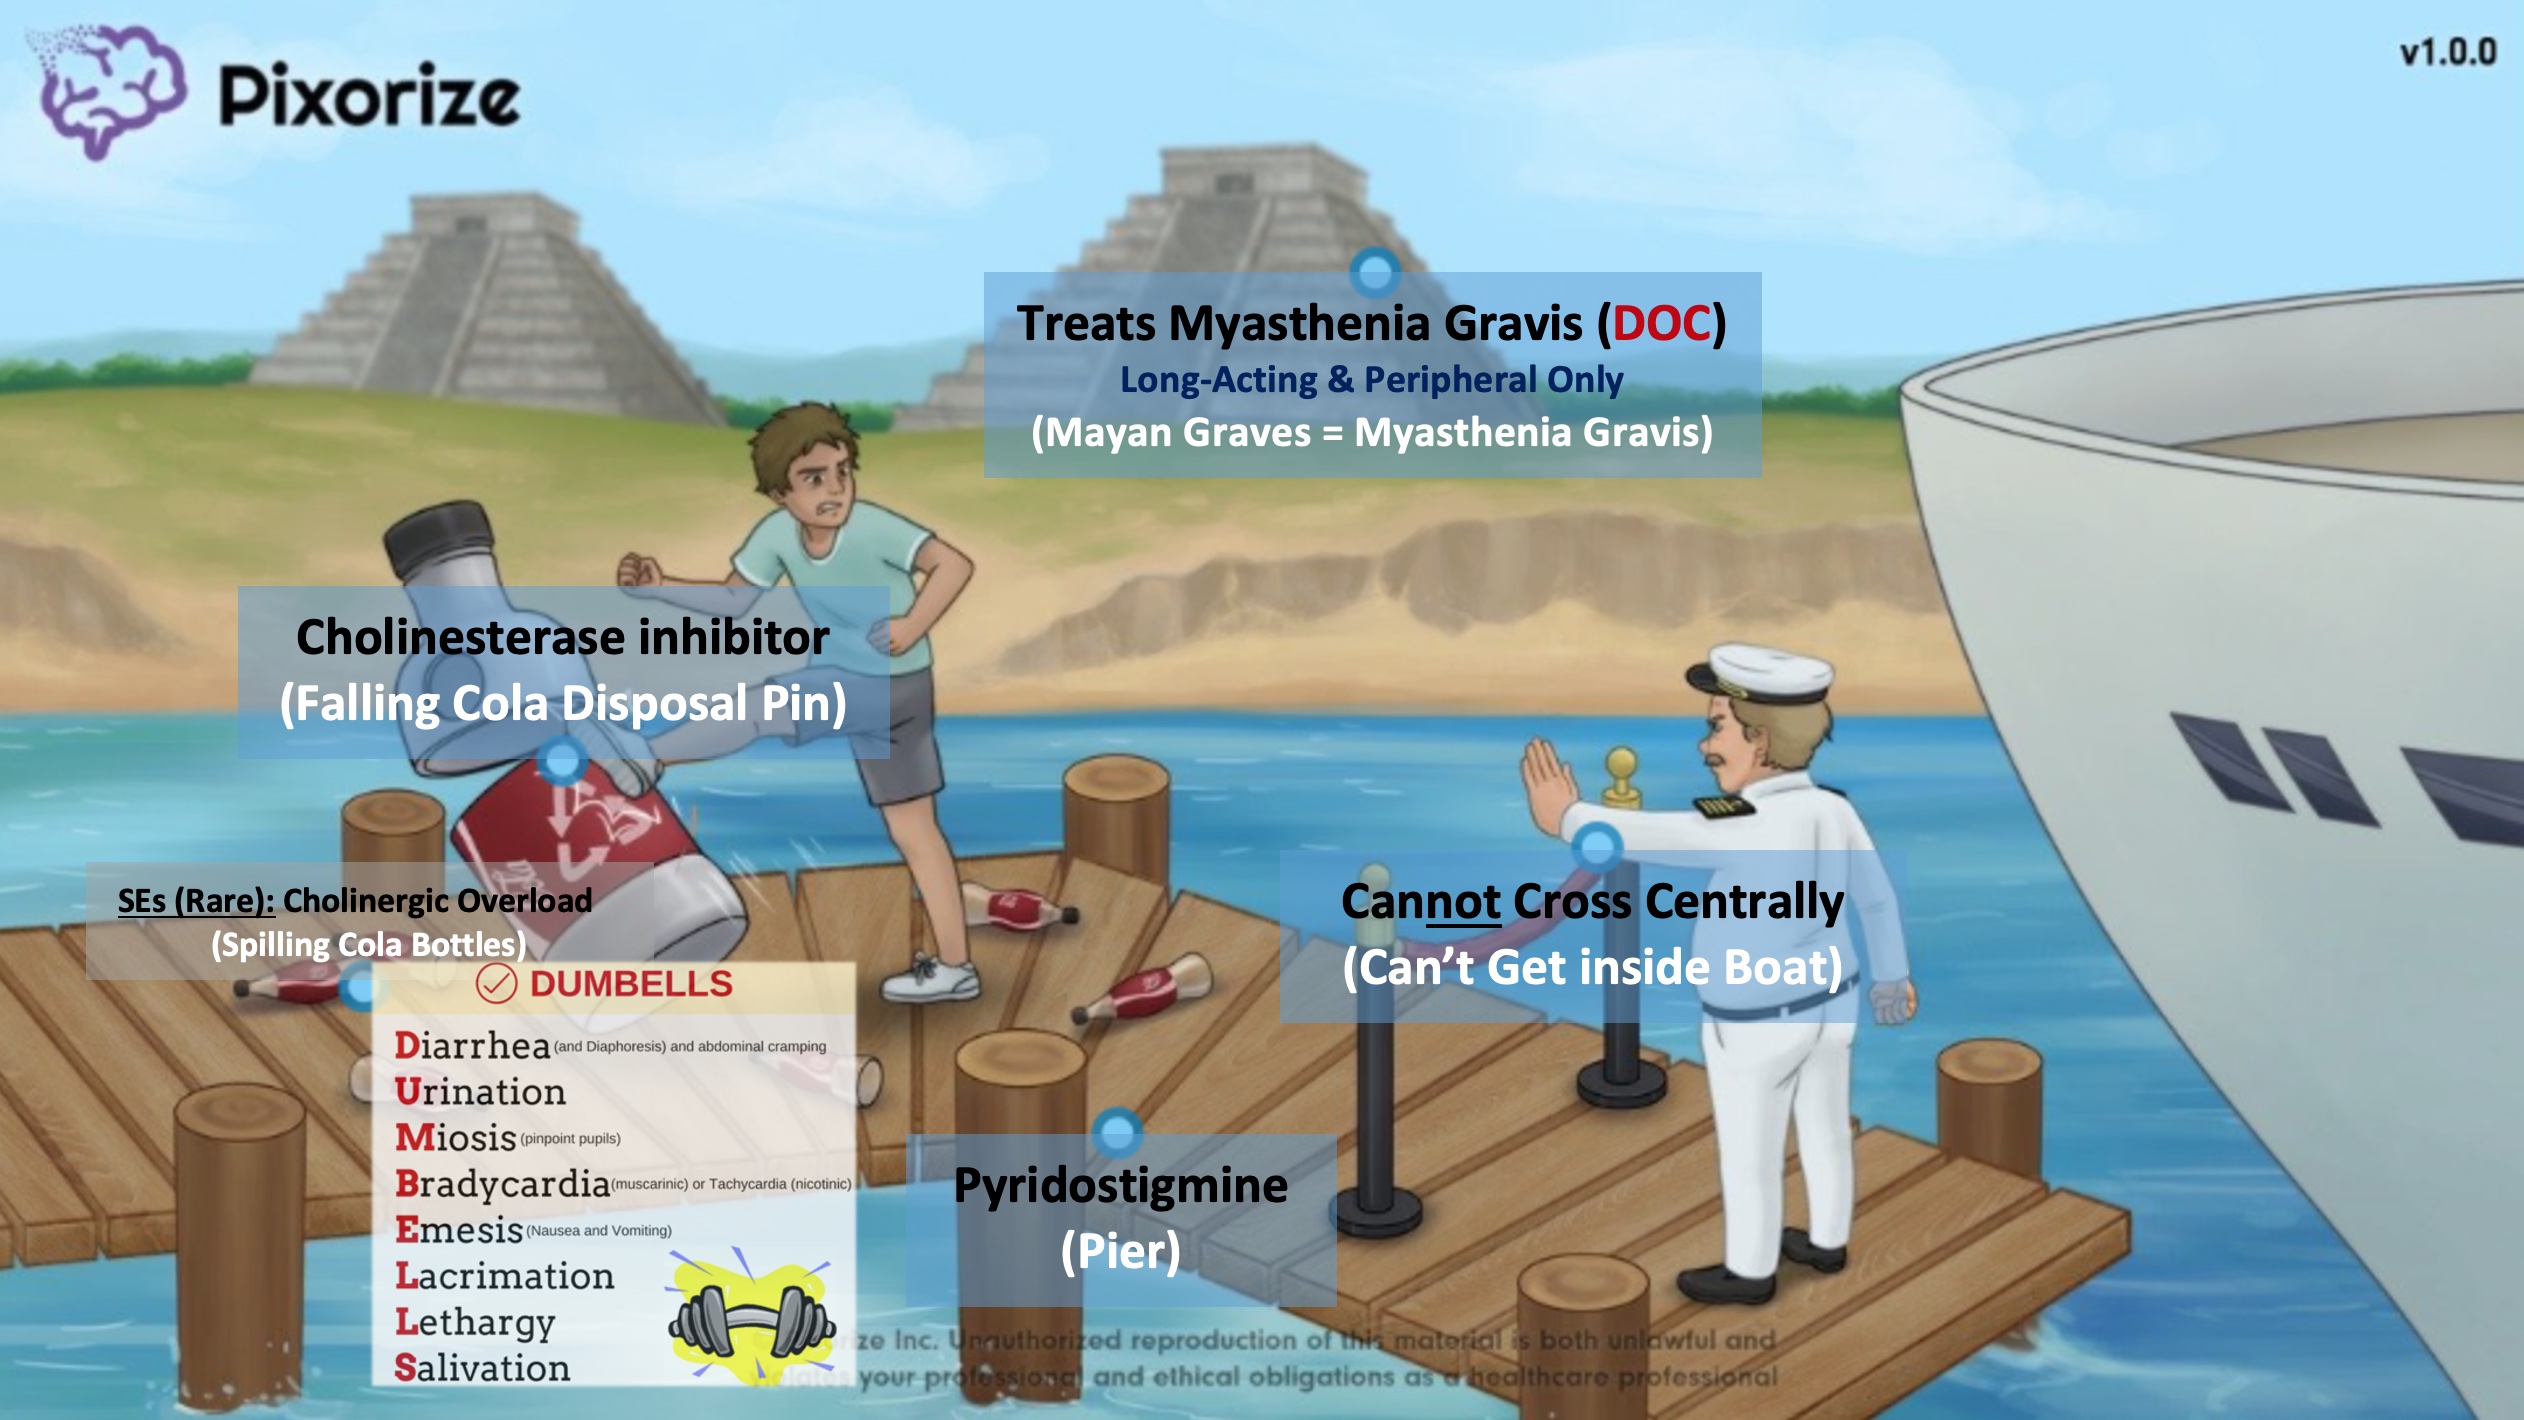 Pixorize
v1.0.0
Treats Myasthenia Gravis (DOC)
Long-Acting & Peripheral Only
(Mayan Graves = Myasthenia Gravis)
Cholinesterase inhibitor
(Falling Cola Disposal Pin)
SEs (Rare): Cholinergic Overload
(Spilling Cola Bottles)
Cannot Cross Centrally
(Can't Get inside Boat)
DUMBELLS
Diarrhea (and Diaphoresis) and abdominal cramping
Urination
Miosis (pinpoint pupils)
Bradycardia (muscarinic) or Tachycardia (nicotinic)
Emesis (Nausea and Vomiting)
Lacrimation
Lethargy
Salivation
Pyridostigmine
(Pier)
Inc. Unauthorized reproduction of this material is both unlawful and
your professional and ethical obligations as a healthcare professional